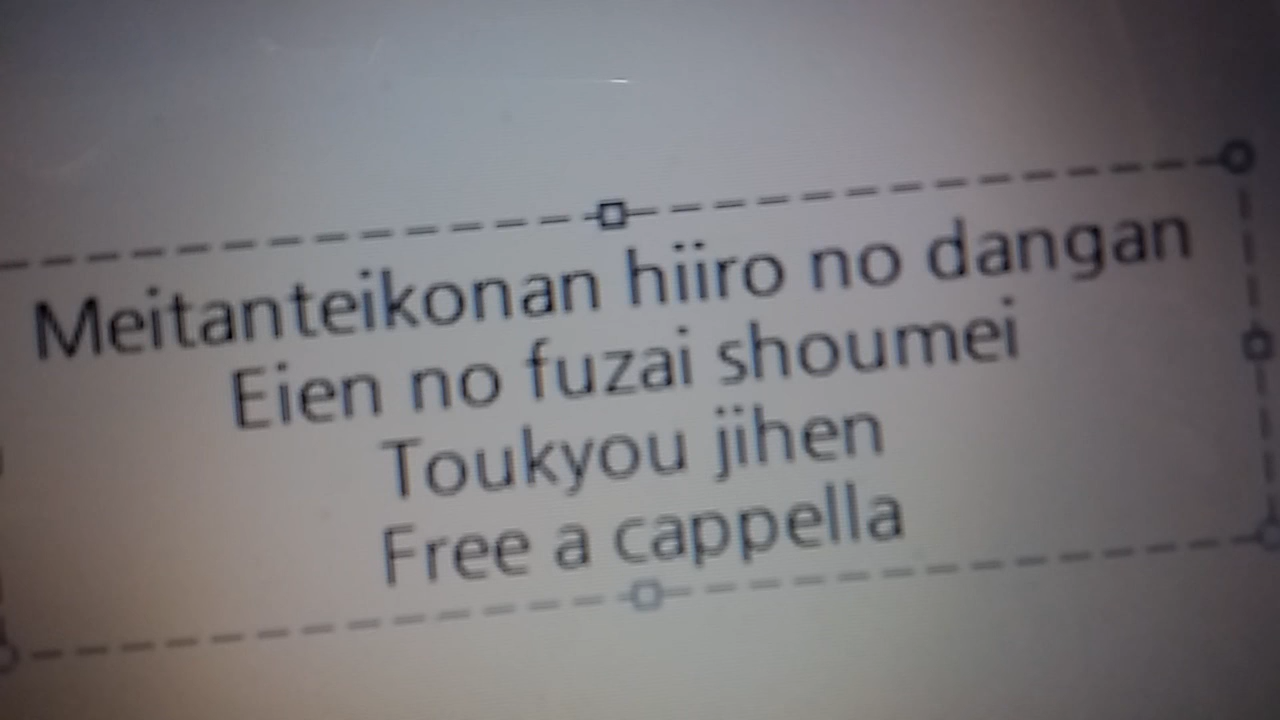 Meitanteikonan hiiro no dangan
Eien no fuzai shoumei
Toukyou jihen
Free a cappella